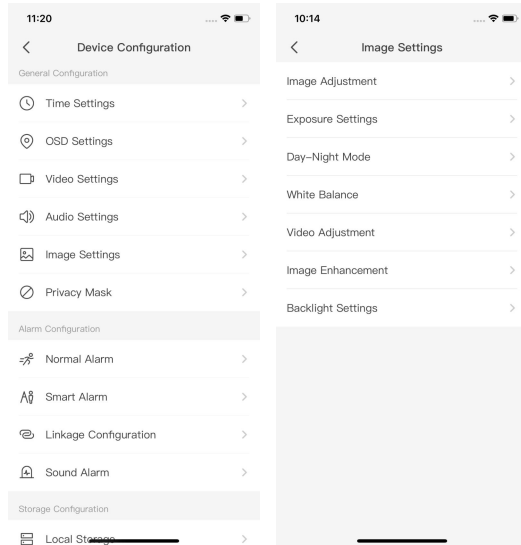 11:20
Device Configuration
General Configuration
Time Settings
OSD Settings
Video Settings
Audio Settings
Image Settings
Privacy Mask
Alarm Configuration
Normal Alarm
Smart Alarm
Linkage Configuration
Sound Alarm
Storage Configuration
Local Storage
10:14
Image Settings
Image Adjustment
Exposure Settings
Day-Night Mode
White Balance
Video Adjustment
Image Enhancement
Backlight Settings